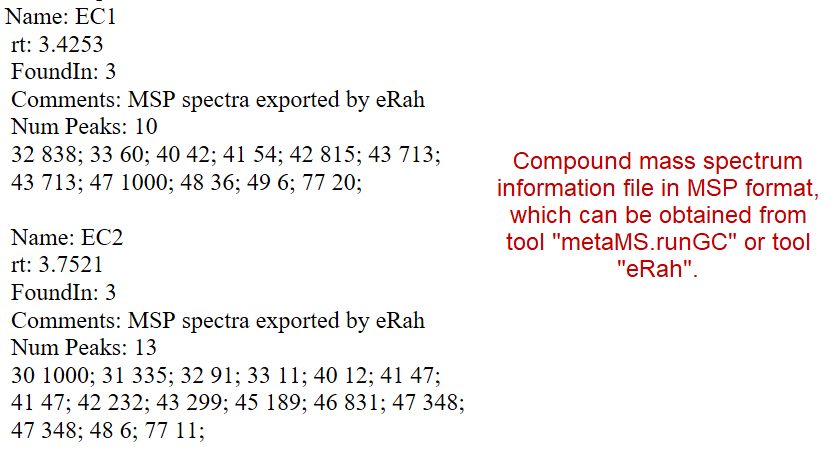 Name: EC1
rt: 3.4253
FoundIn: 3
Comments: MSP spectra exported by eRah
Num Peaks: 10
32 838; 33 60; 40 42; 41 54; 42 815; 43 713;
43 713; 47 1000; 48 36; 49 6; 77 20;
Name: EC2
rt: 3.7521
FoundIn: 3
Comments: MSP spectra exported by eRah
Num Peaks: 13
30 1000; 31 335; 32 91; 33 11; 40 12; 41 47;
41 47; 42 232; 43 299; 45 189; 46 831; 47 348;
47 348; 48 6; 77 11;
Compound mass spectrum
information file in MSP format,
which can be obtained from
tool "metaMS.runGC" or tool
"eRah".